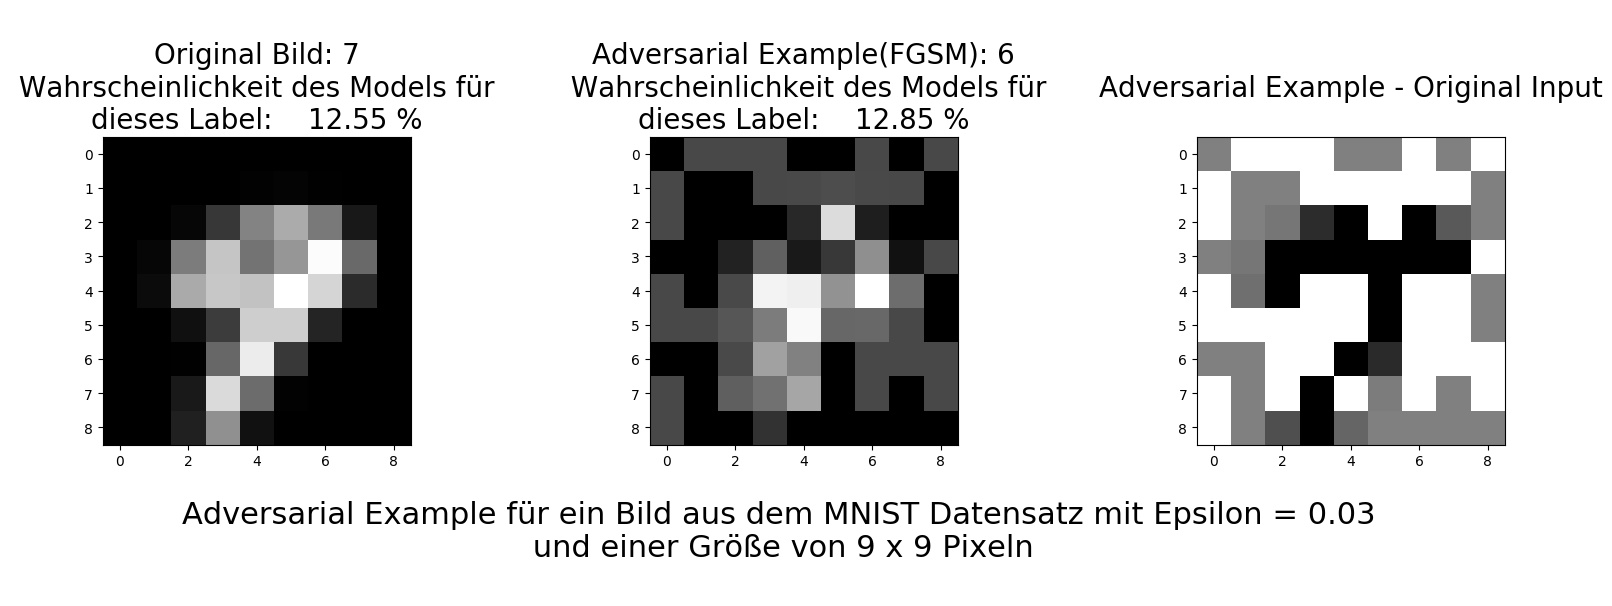 Original Bild: 7
Wahrscheinlichkeit des Models für
dieses Label: 12.55 %
Adversarial Example(FGSM): 6
Wahrscheinlichkeit des Models für
dieses Label: 12.85 %
Adversarial Example - Original Input
0
1
2
3
4
5
6
7
8
0 2 4 6 8
0
1
2
3
4
5
6
7
8
0 2 4 6 8
0
1
2
3
4
5
6
7
8
0 2 4 6 8
Adversarial Example für ein Bild aus dem MNIST Datensatz mit Epsilon = 0.03
und einer Größe von 9 x 9 Pixeln